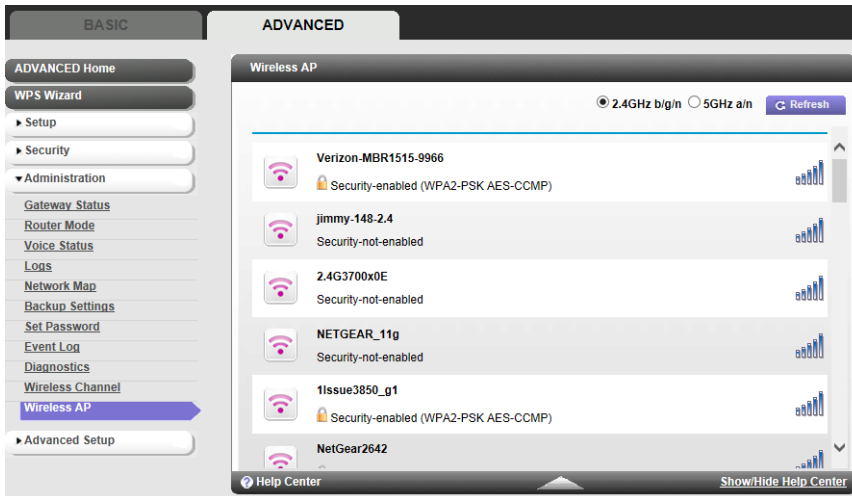 BASIC
ADVANCED
ADVANCED Home
WPS Wizard
Setup
Security
Administration
Gateway Status
Router Mode
Voice Status
Logs
Network Map
Backup Settings
Set Password
Event Log
Diagnostics
Wireless Channel
Wireless AP
Advanced Setup
Wireless AP
2.4GHz b/g/n 5GHz a/n Refresh
Verizon-MBR1515-9966
Security-enabled (WPA2-PSK AES-CCMP)
jimmy-148-2.4
Security-not-enabled
2.4G3700x0E
Security-not-enabled
NETGEAR_11g
Security-not-enabled
1Issue3850_g1
Security-enabled (WPA2-PSK AES-CCMP)
NetGear2642
Help Center Show/Hide Help Center